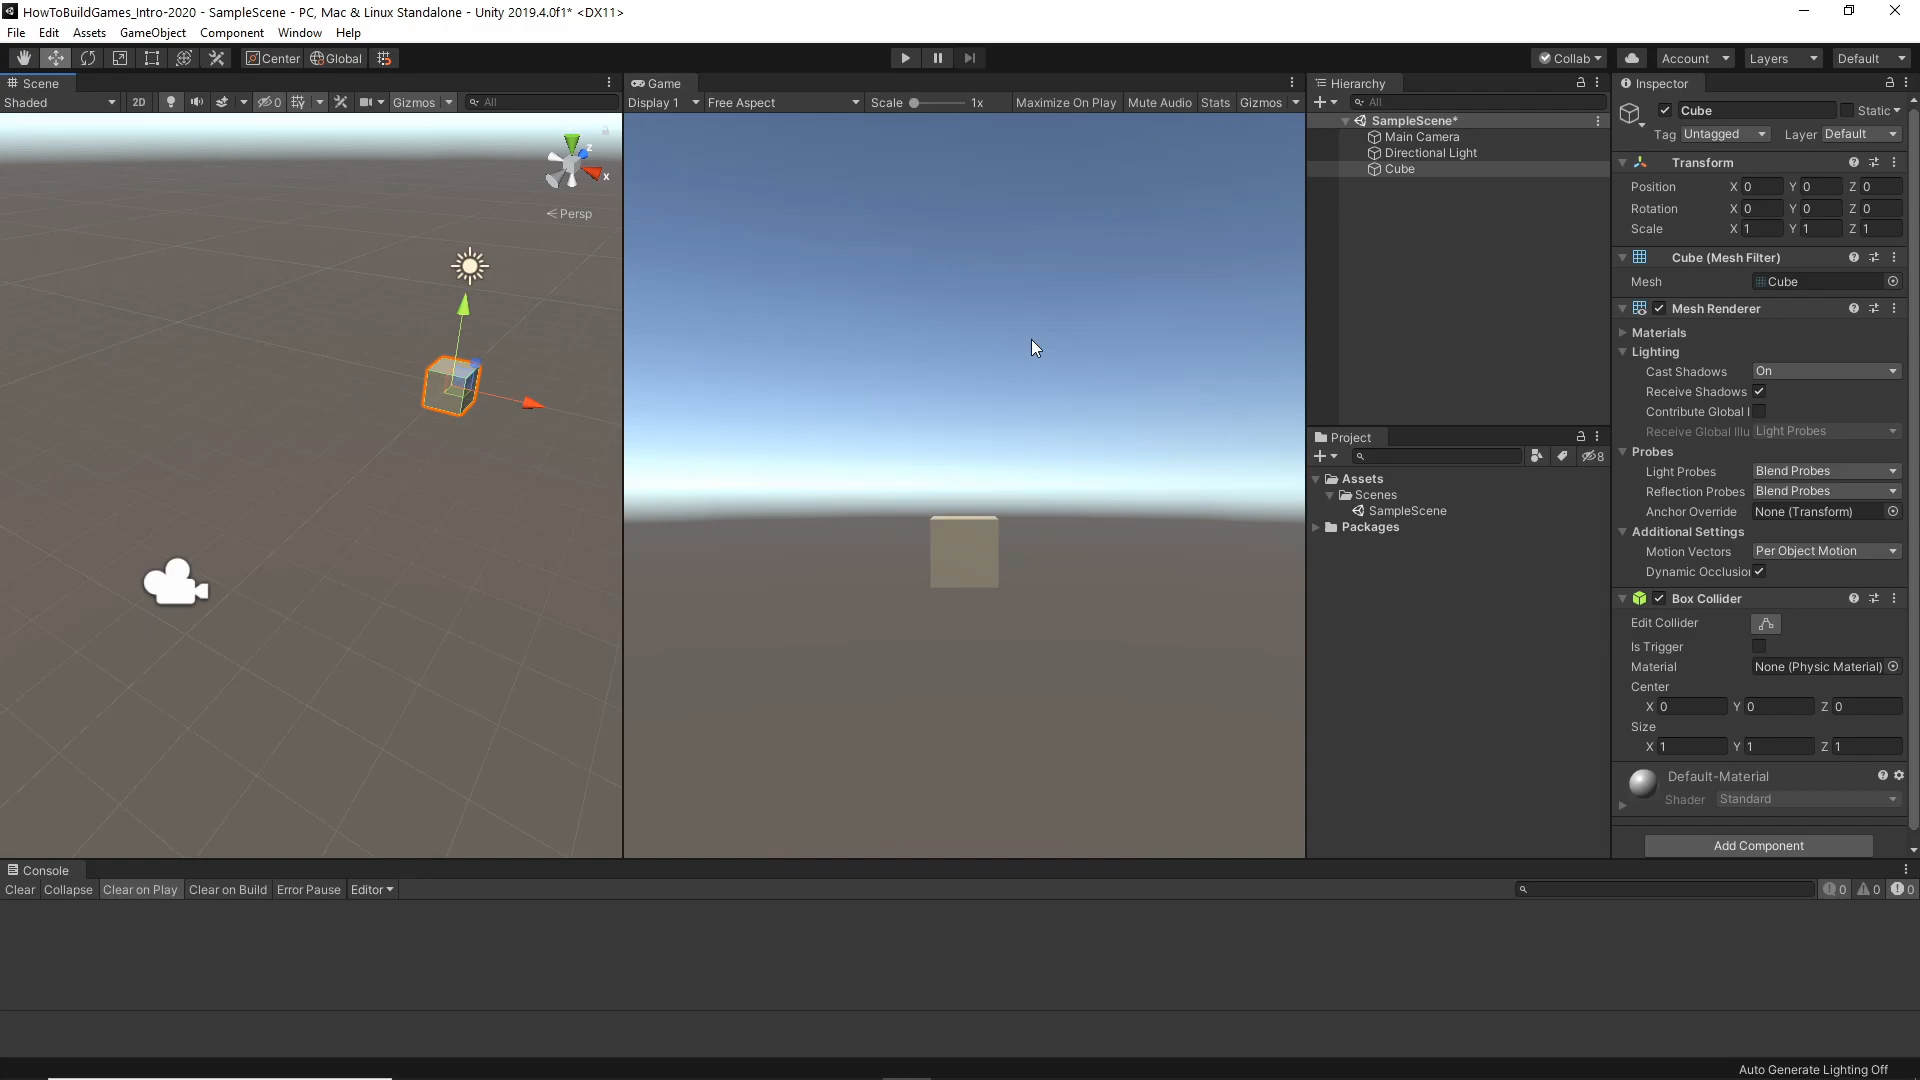 HowToBuildGames_Intro-2020 - SampleScene - PC, Mac & Linux Standalone - Unity 2019.4.0f1* <DX11>
File Edit Assets GameObject Component Window Help
Center Global Collab Account Layers Default
Scene
Shaded 2D 0 Gizmos All
x
z
Persp
Game
Display 1 Free Aspect Scale 1x Maximize On Play Mute Audio Stats Gizmos
Hierarchy
All
SampleScene*
Main Camera
Directional Light
Cube
Project
8
Assets
Scenes
SampleScene
Packages
Inspector
Cube Static
Tag Untagged Layer Default
Transform
Position X 0 Y 0 Z 0
Rotation X 0 Y 0 Z 0
Scale X 1 Y 1 Z 1
Cube (Mesh Filter)
Mesh Cube
Mesh Renderer
Materials
Lighting
Cast Shadows On
Receive Shadows
Contribute Global I
Receive Global Illu Light Probes
Probes
Light Probes Blend Probes
Reflection Probes Blend Probes
Anchor Override None (Transform)
Additional Settings
Motion Vectors Per Object Motion
Dynamic Occlusion
Box Collider
Edit Collider
Is Trigger
Material None (Physic Material)
Center
X 0 Y 0 Z 0
Size
X 1 Y 1 Z 1
Default-Material
Shader Standard
Add Component
Console
Clear Collapse Clear on Play Clear on Build Error Pause Editor 0 0 0
Auto Generate Lighting Off